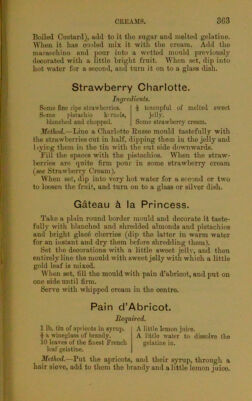 CREAMS. 363
Boiled Custard), add to it the sugar and melted gelatine.
When it has cooled mix it with the cream. Add the
maraschino and pour into a wetted mould previously
decorated with a little bright fruit. When set, dip into
hot water for a second, and turn it on to a glass dish.
Strawberry Charlotte.
Ingredients.
Some fine ripe strawberries.
Some pistachio kernels,
blanched and chopped.
½ teacupful of melted sweet
jelly.
Some strawberry cream.
Method.—Line a Charlotte Russe mould tastefully with
the strawberries cut in half, dipping them in the jelly and
laying them in the tin with the cut side downwards.
Fill the spaces with the pistachios. When the straw-
berries are quite firm pour in some strawberry cream
(see Strawberry Cream).
When set, dip into very hot water for a second or two
to loosen the fruit, and turn on to a glass or silver dish.
Gâteau à la Princess.
Take a plain round border mould and decorate it taste-
fully with blanched and shredded almonds and pistachios
and bright glacé cherries (dip the latter in warm water
for an instant and dry them before shredding them).
Set the decorations with a little sweet jelly, and then
entirely line the mould with sweet jelly with which a little
gold leaf is mixed.
When set, fill the mould with pain d'abricot, and put on
one side until firm.
Serve with whipped cream in the centre.
Pain d'Abricot.
Required.
1 lb. tin of apricots in syrup.
½ a wineglass of brandy.
10 leaves of the finest French
leaf gelatine.
A little lemon juice.
A little water to dissolve the
gelatine in.
Method.—Put the apricots, and their syrup, through a
hair sieve, add to them the brandy and a little lemon juice.